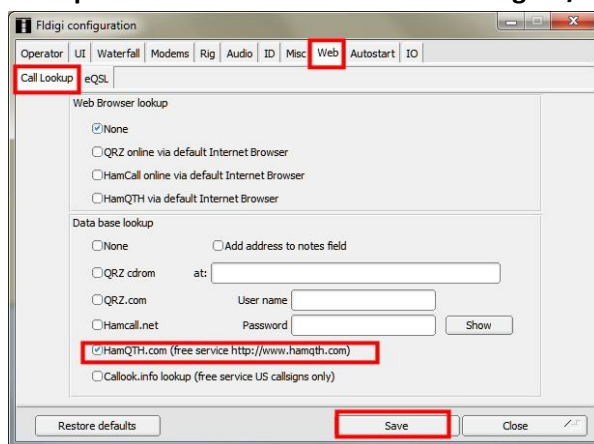 Fldigi configuration
Operator UI Waterfall Modems Rig Audio ID Misc Web Autostart IO
Call Lookup eQSL
Web Browser lookup
None
QRZ online via default Internet Browser
HamCall online via default Internet Browser
HamQTH via default Internet Browser
Data base lookup
None Add address to notes field
QRZ cdrom at:
QRZ.com User name
Hamcall.net Password Show
HamQTH.com (free service http://www.hamqth.com)
Callook.info lookup (free service US callsigns only)
Restore defaults Save Close